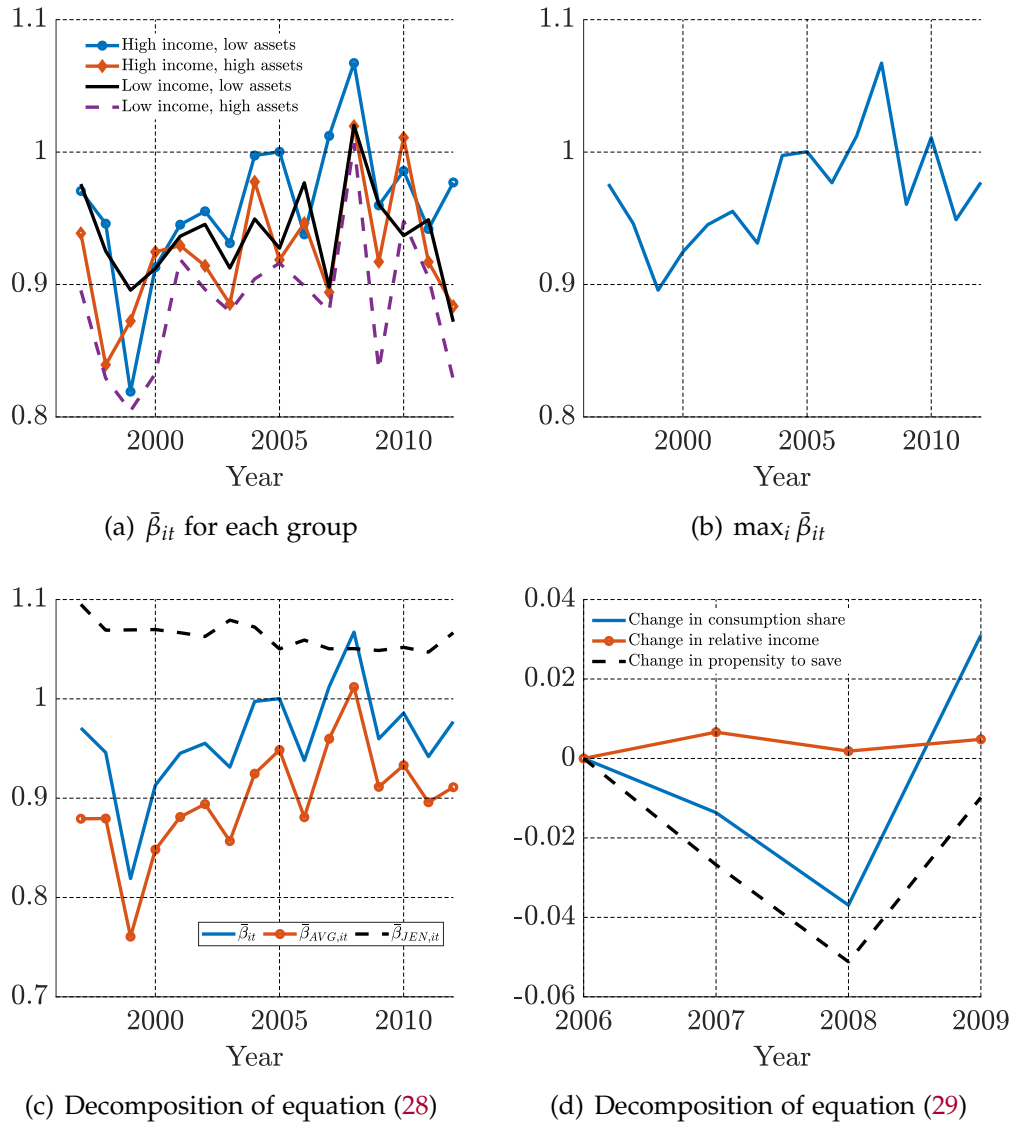 1.1
1
0.9
0.8
High income, low assets
High income, high assets
Low income, low assets
Low income, high assets
2000 2005 2010
Year
(a) β̄it for each group
1.1
1
0.9
0.8
2000 2005 2010
Year
(b) maxi β̄it
1.1
1
0.9
0.8
0.7
β̄it β̄AVG,it β̄JEN,it
2000 2005 2010
Year
(c) Decomposition of equation (28)
0.04
0.02
0
-0.02
-0.04
-0.06
Change in consumption share
Change in relative income
Change in propensity to save
2006 2007 2008 2009
Year
(d) Decomposition of equation (29)